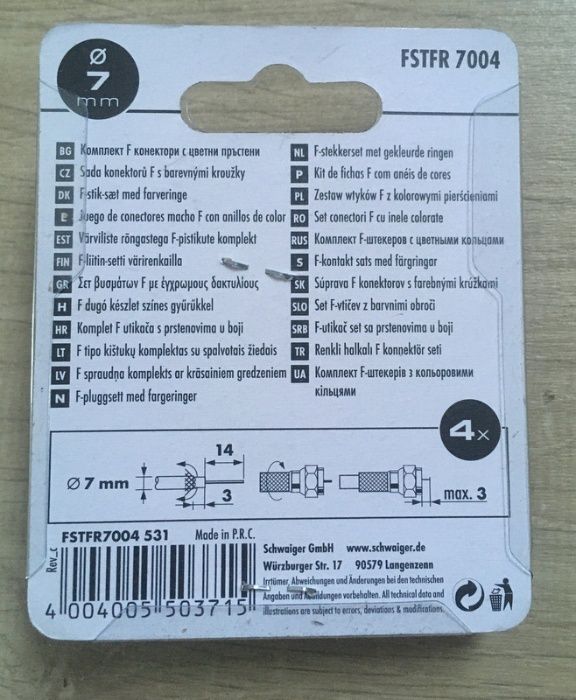 Ø
7
mm
FSTFR 7004
BG Комплект F конектори с цветни пръстени
CZ Sada konektorů F s barevnými kroužky
DK F-stik-sæt med farveringe
E Juego de conectores macho F con anillos de color
EST Värviliste rõngastega F-pistikute komplekt
FIN F-liitin-setti värirenkailla
GR Σετ βυσμάτων F με έγχρωμους δακτυλίους
H F dugó készlet színes gyűrűkkel
HR Komplet F utikača s prstenovima u boji
LT F tipo kištukų komplektas su spalvotais žiedais
LV F spraudņa komplekts ar krāsainiem gredzeniem
N F-pluggsett med fargeringer
NL F-stekkerset met gekleurde ringen
P Kit de fichas F com anéis de cores
PL Zestaw wtyków F z kolorowymi pierścieniami
RO Set conectori F cu inele colorate
RUS Комплект F-штекеров с цветными кольцами
S F-kontakt sats med färgringar
SK Súprava F konektorov s farebnými krúžkami
SLO Set F-vtičev z barvnimi obroči
SRB F-utikač set sa prstenovima u boji
TR Renkli halkalı F konnektör seti
UA Комплект F-штекерів з кольоровими
кільцями
4x
Ø 7 mm
14
3
max. 3
FSTFR7004 531
Made in P.R.C.
Rev_c
4 004005 503715
Schwaiger GmbH www.schwaiger.de
Würzburger Str. 17 90579 Langenzenn
Irrtümer, Abweichungen und Änderungen bei den technischen
Angaben und Abbildungen vorbehalten. All technical data and
illustrations are subject to errors, deviations & modifications.